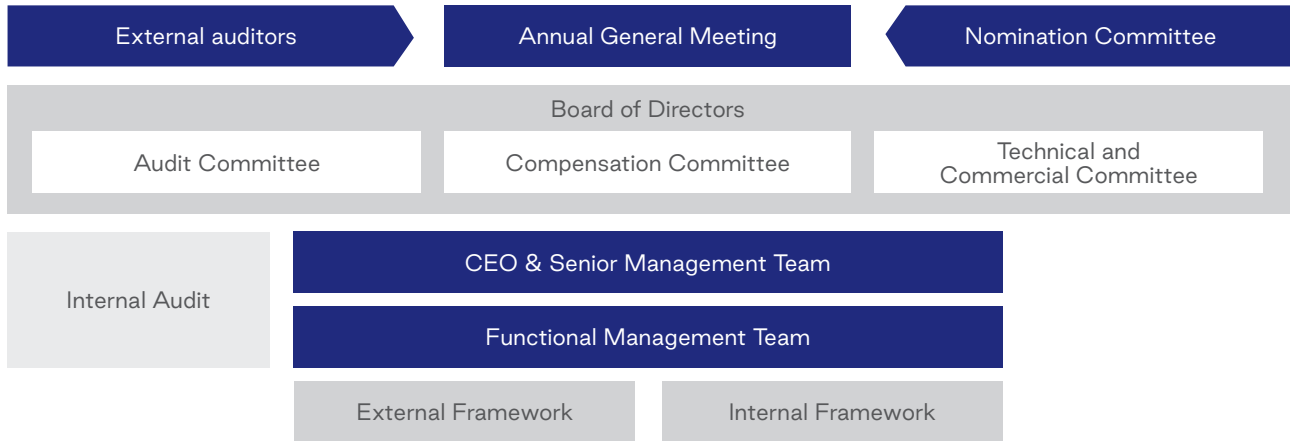 External auditors
Annual General Meeting
Nomination Committee
Board of Directors
Audit Committee
Compensation Committee
Technical and
Commercial Committee
Internal Audit
CEO & Senior Management Team
Functional Management Team
External Framework
Internal Framework